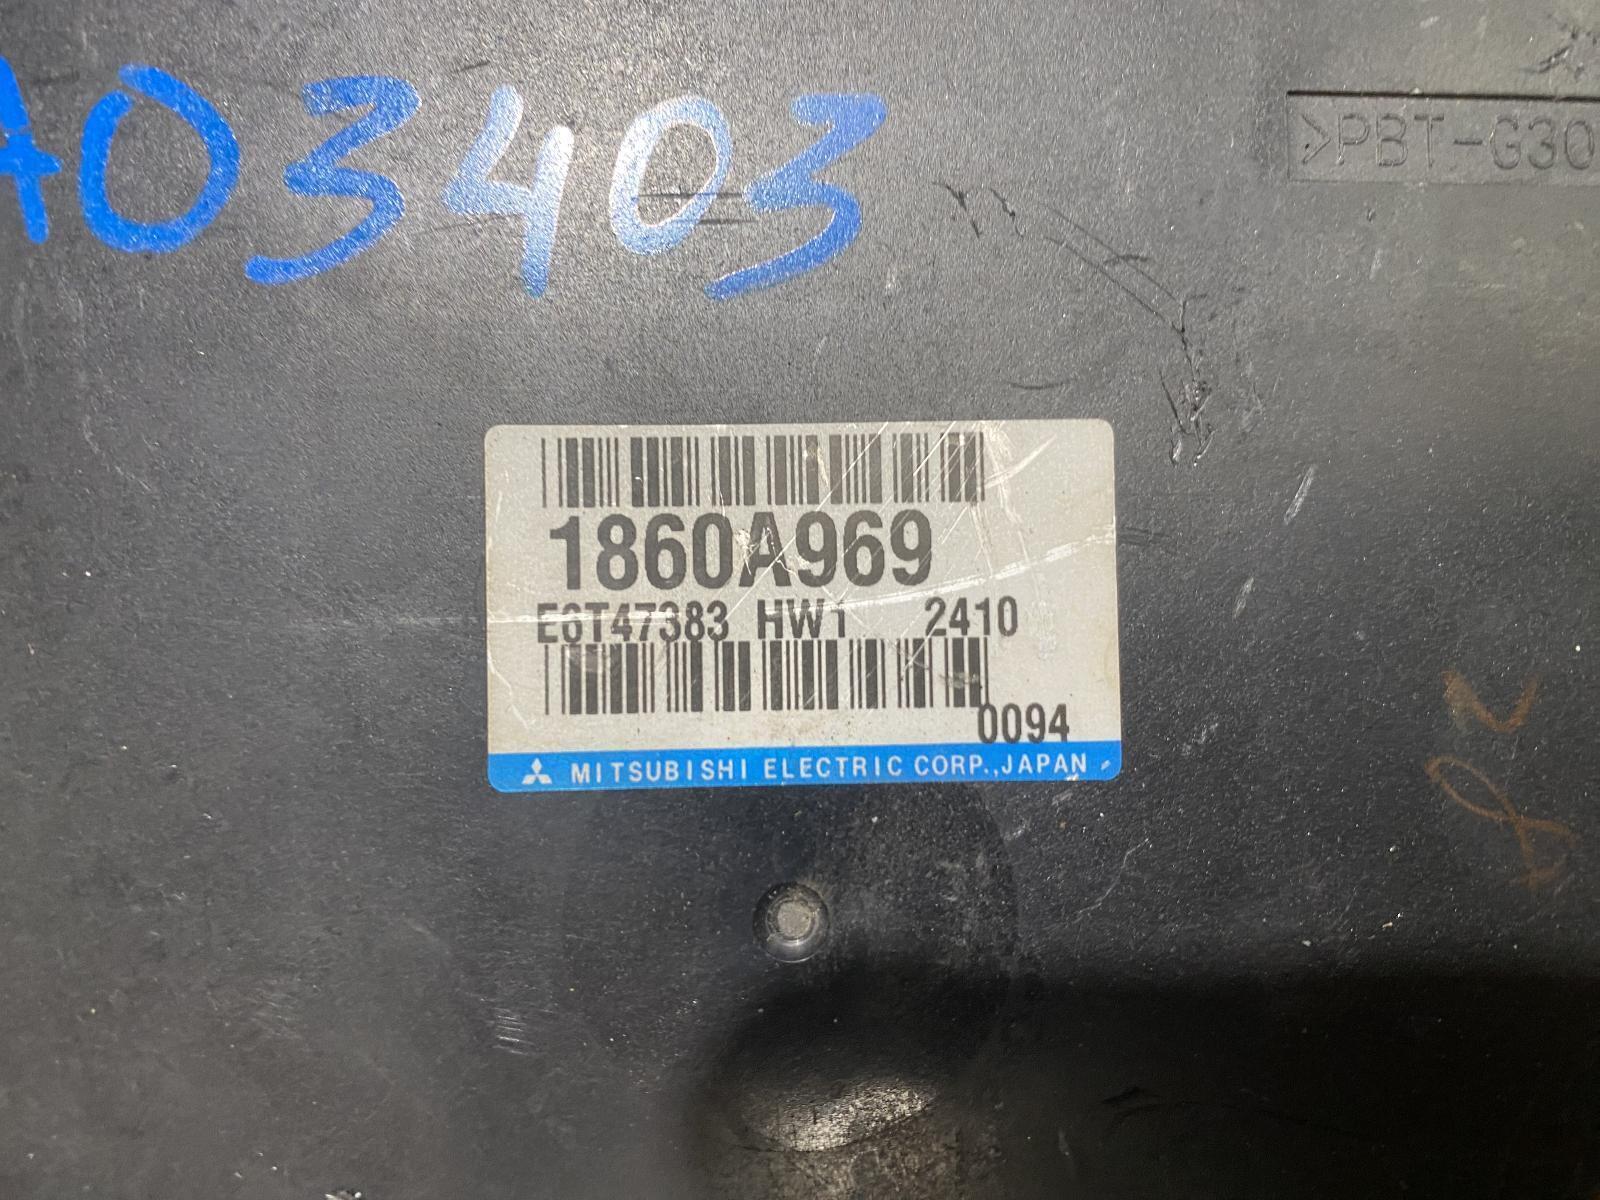 A03403
>PBT-G30
1860A969
E6T47383 HW1 2410
0094
MITSUBISHI ELECTRIC CORP., JAPAN